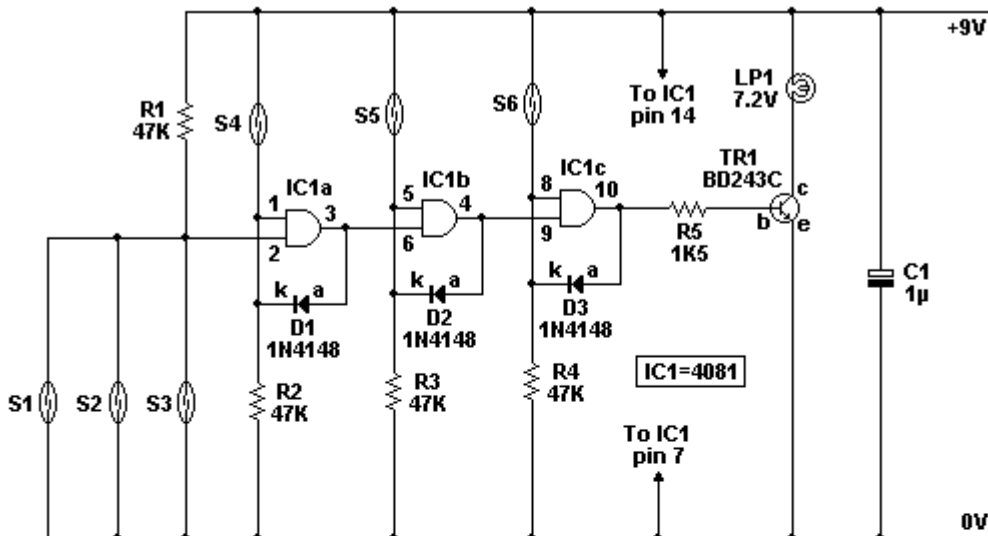 +9V
LP1
7.2V
To IC1
pin 14
R1
47K
S4
S5
S6
TR1
BD243C
IC1a
IC1b
IC1c
1
2
3
5
6
4
8
9
10
c
b
e
R5
1K5
k
a
D1
1N4148
k
a
D2
1N4148
k
a
D3
1N4148
C1
1µ
IC1=4081
S1
S2
S3
R2
47K
R3
47K
R4
47K
To IC1
pin 7
0V